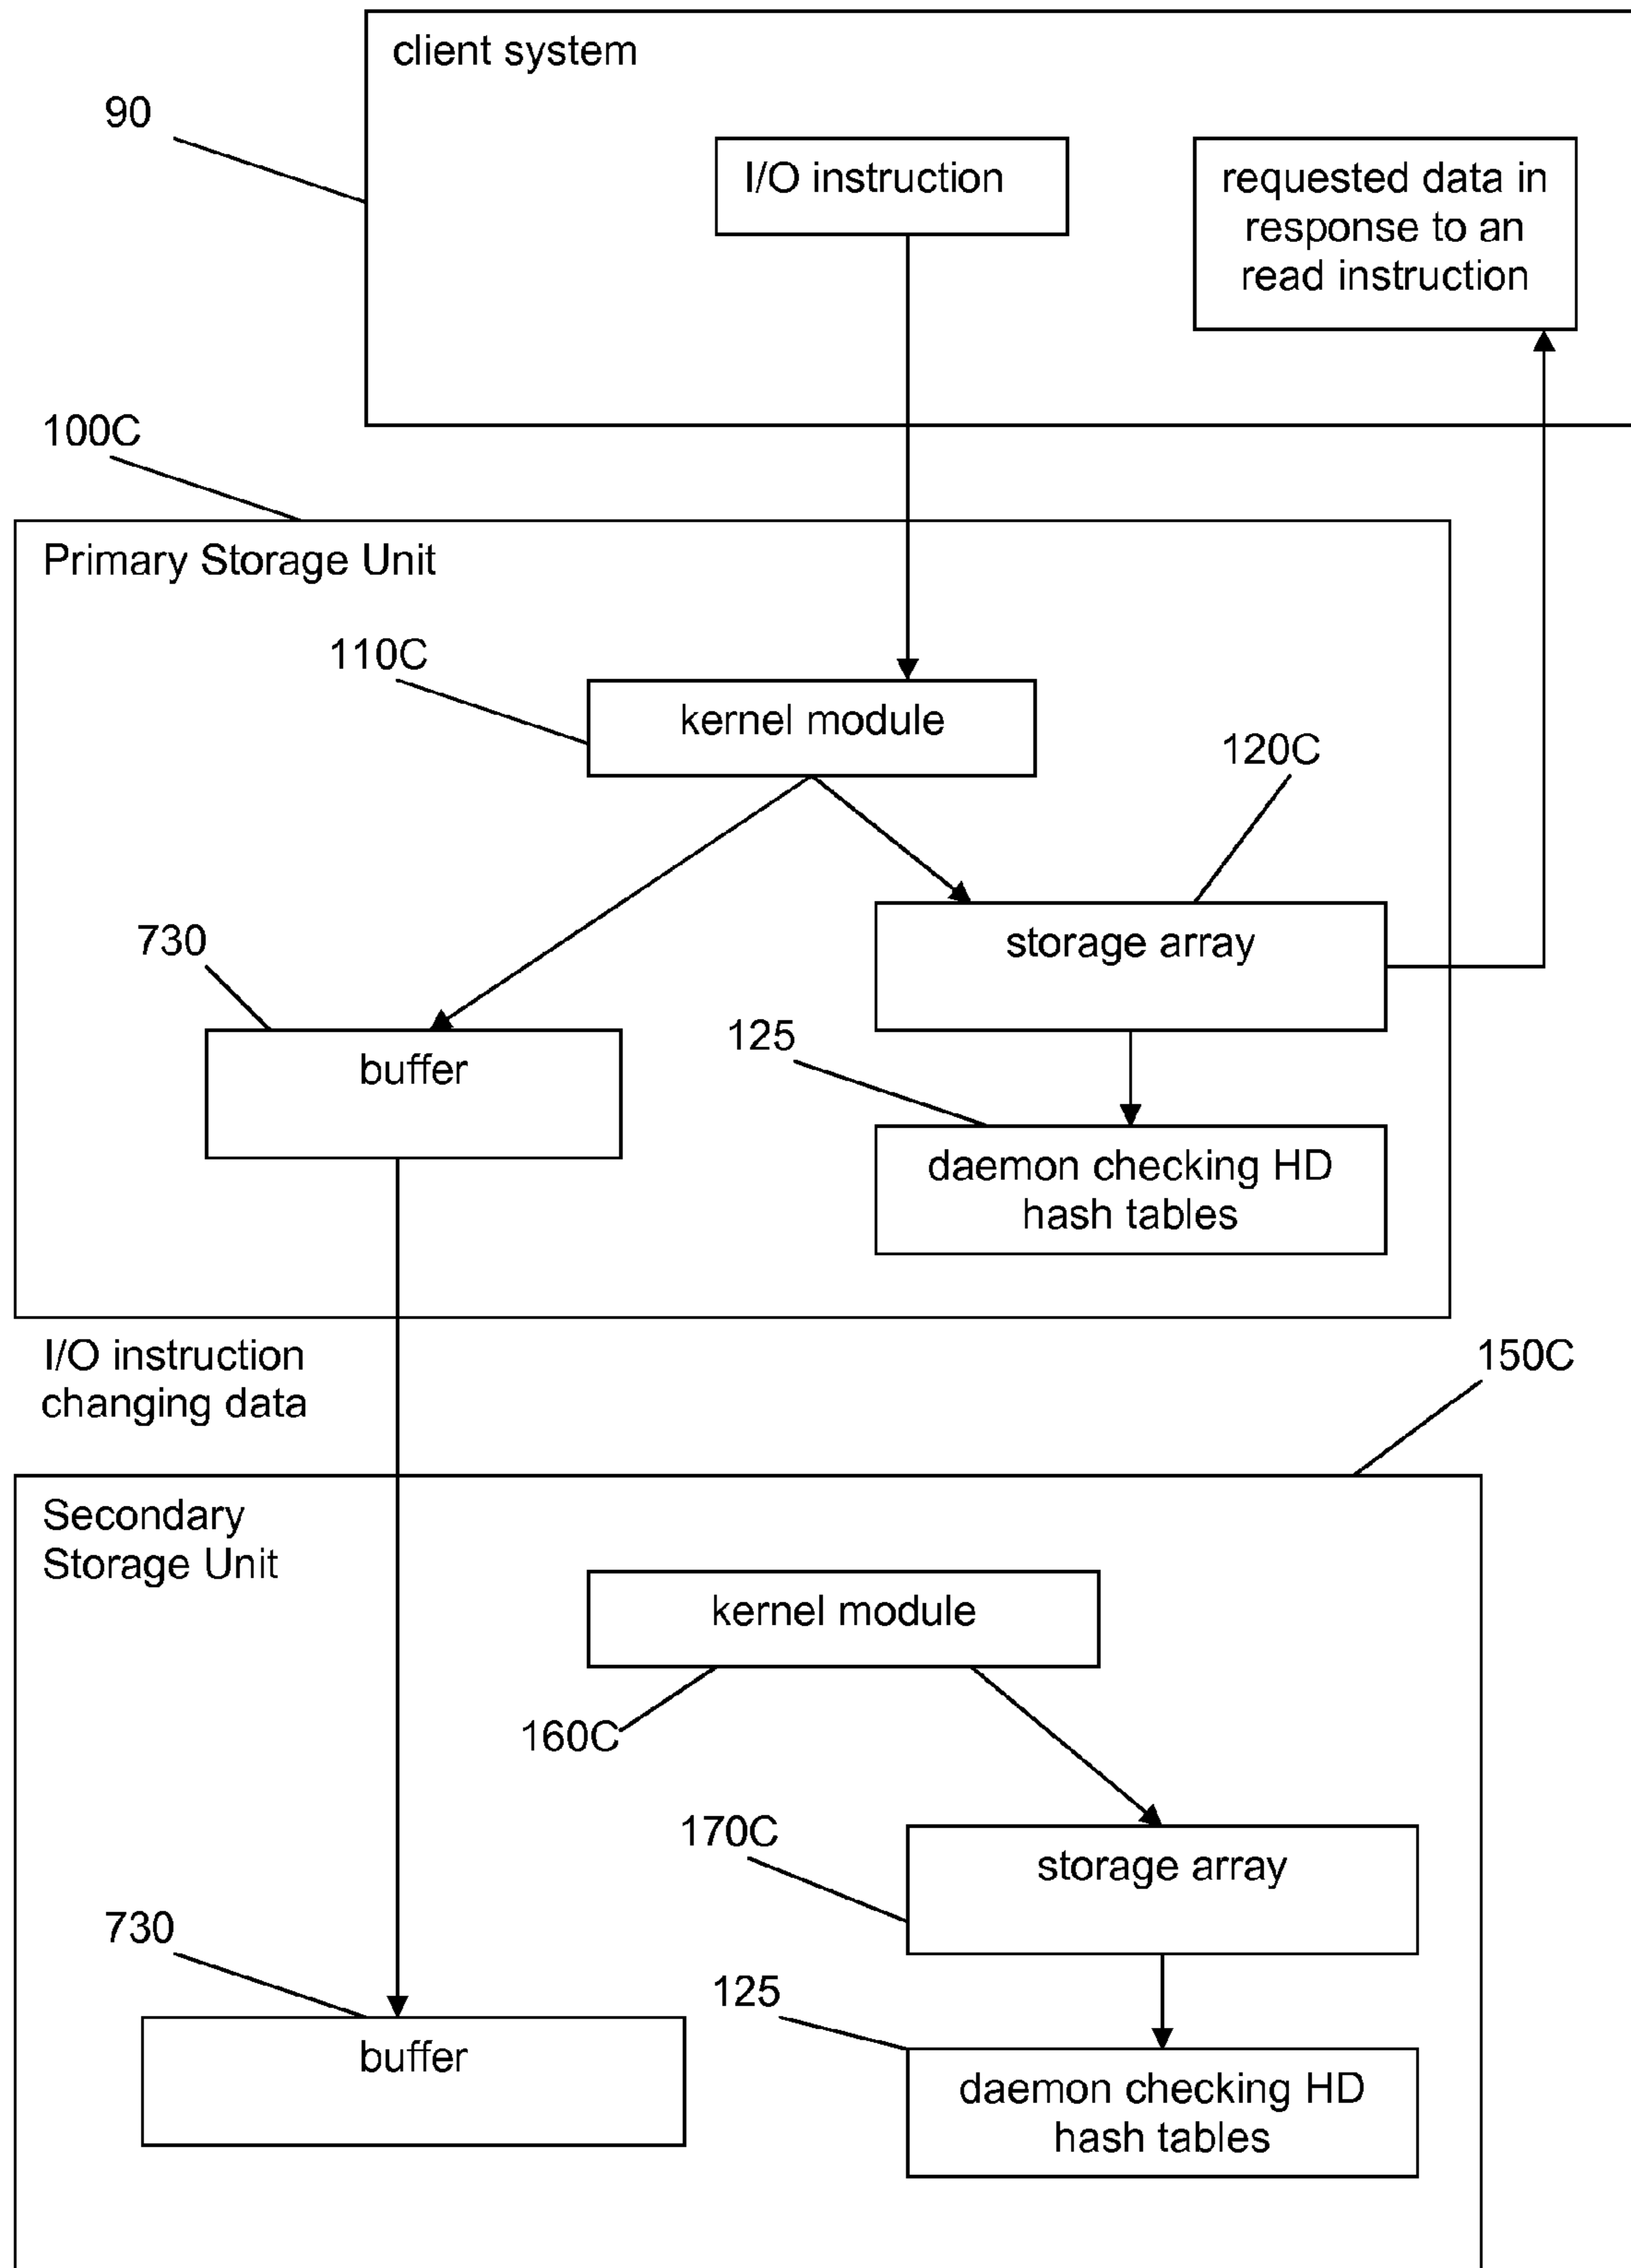 client system
90
I/O instruction
requested data in
response to an
read instruction
100C
Primary Storage Unit
110C
kernel module
120C
storage array
730
buffer
125
daemon checking HD
hash tables
I/O instruction
changing data
150C
Secondary
Storage Unit
kernel module
160C
170C
storage array
730
buffer
125
daemon checking HD
hash tables